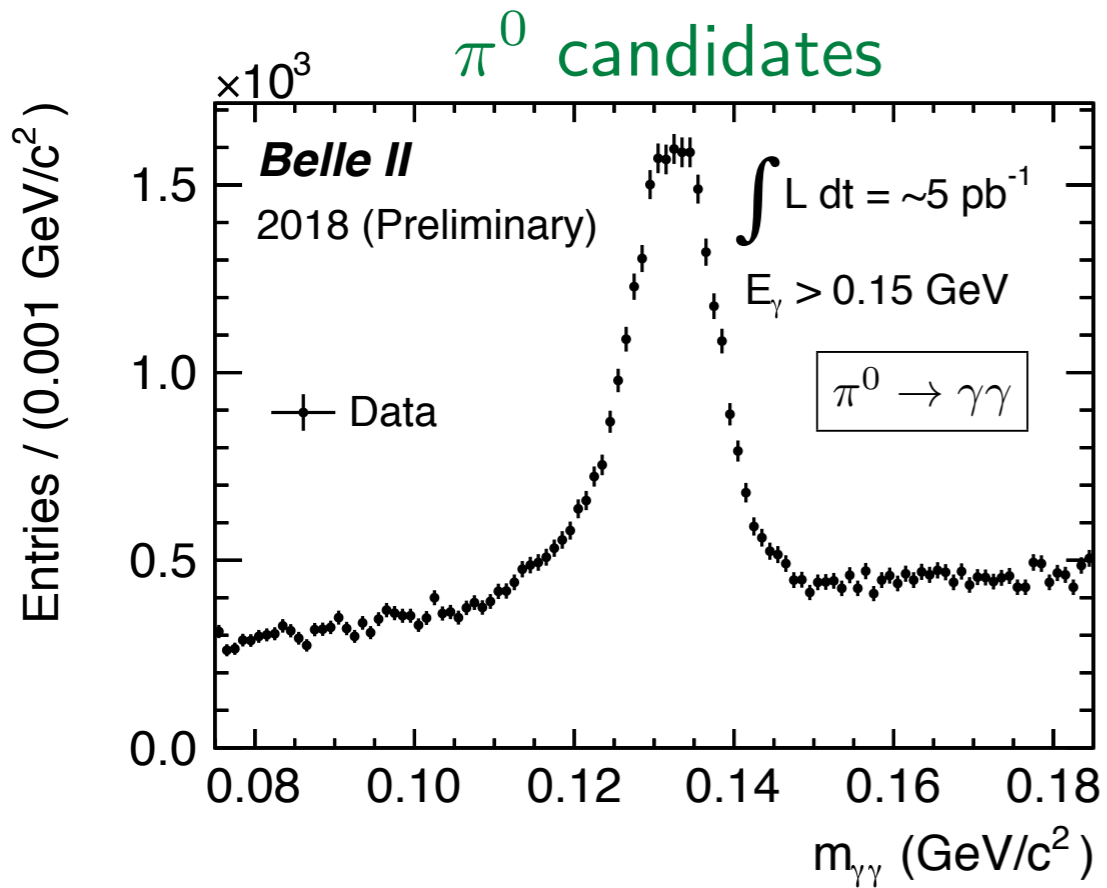 π⁰ candidates
×10³
Belle II
2018 (Preliminary)
∫ L dt = ~5 pb⁻¹
E_γ > 0.15 GeV
π⁰ → γγ
Data
Entries / (0.001 GeV/c²)
1.5
1.0
0.5
0.0
0.08 0.10 0.12 0.14 0.16 0.18
m_γγ (GeV/c²)